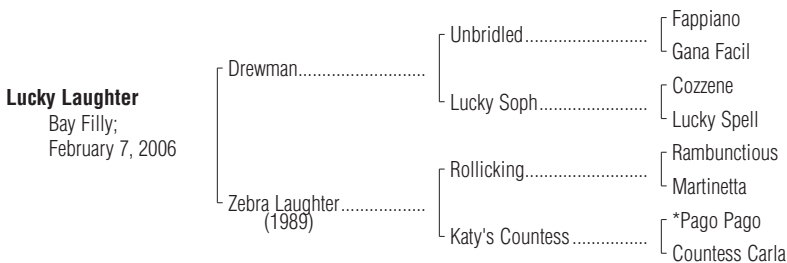 Fappiano
Unbridled
Gana Facil
Drewman
Cozzene
Lucky Soph
Lucky Spell
Lucky Laughter
Bay Filly;
February 7, 2006
Rambunctious
Rollicking
Martinetta
Zebra Laughter
(1989)
*Pago Pago
Katy's Countess
Countess Carla